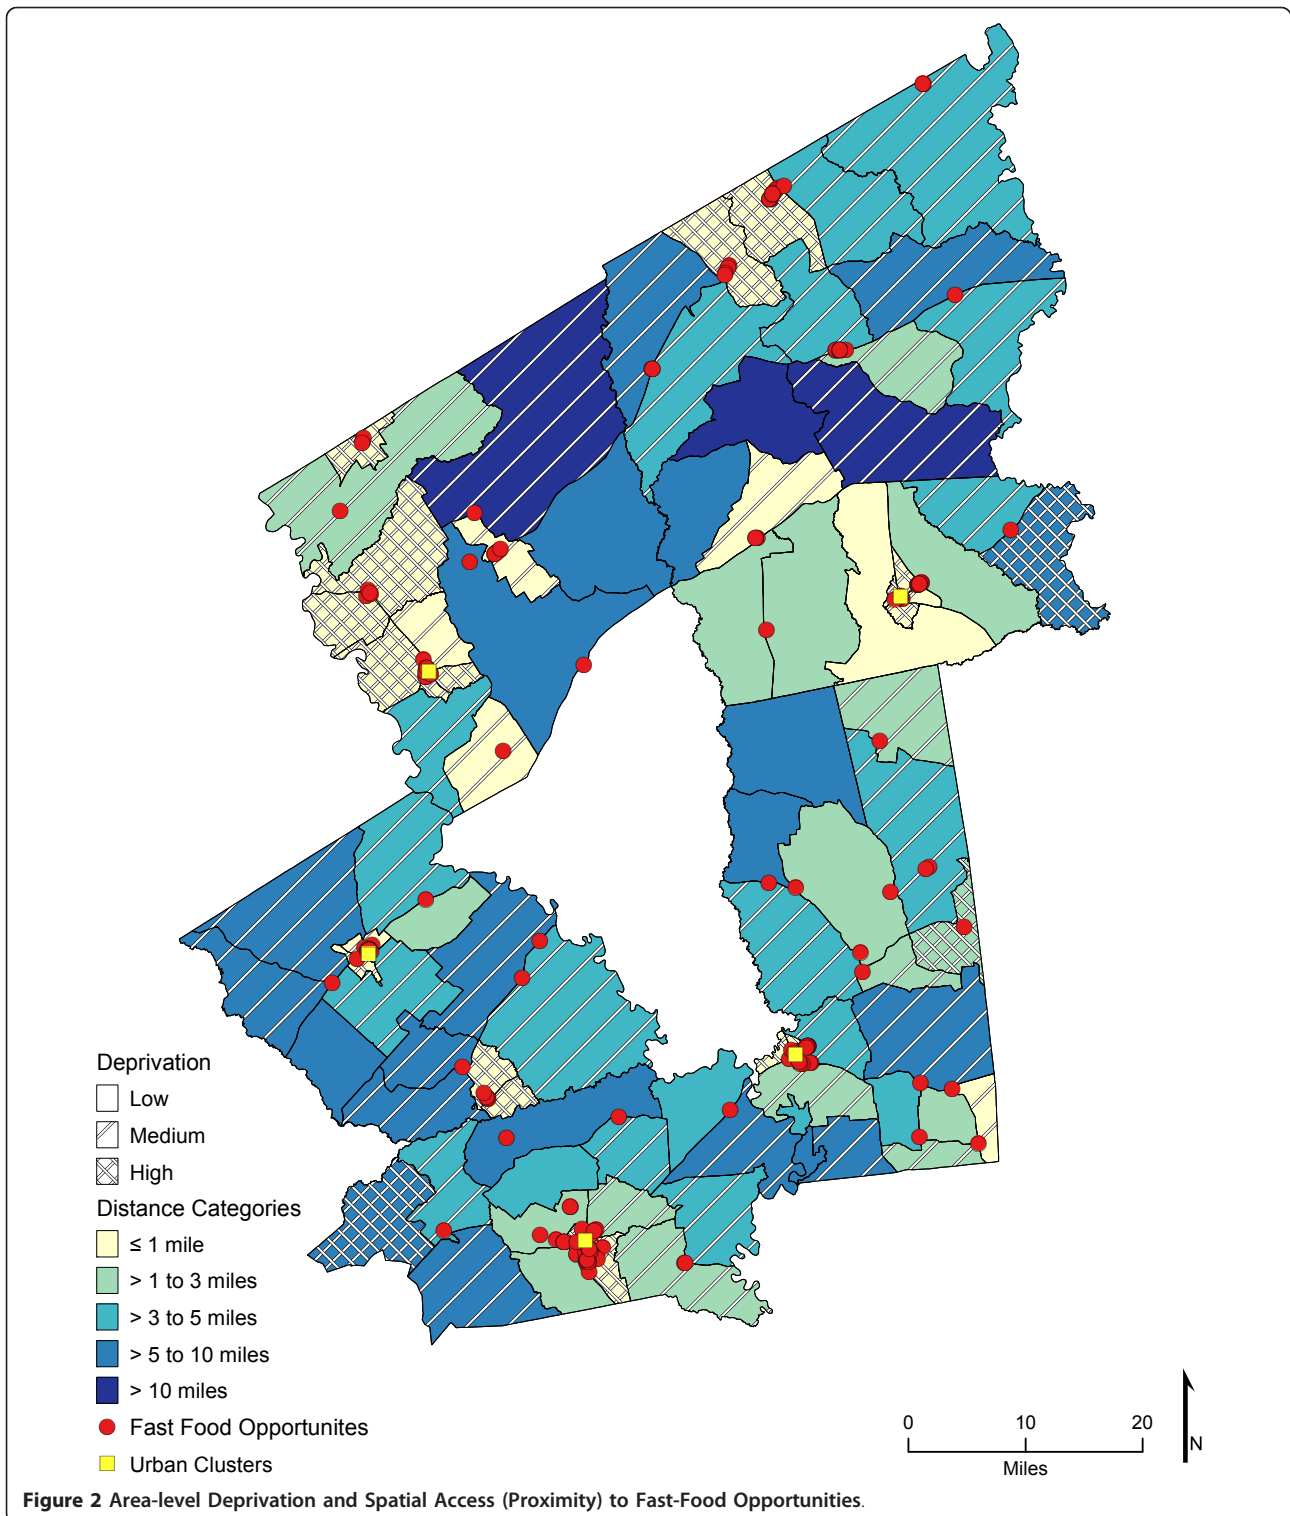 Deprivation
Low
Medium
High
Distance Categories
≤ 1 mile
> 1 to 3 miles
> 3 to 5 miles
> 5 to 10 miles
> 10 miles
Fast Food Opportunites
Urban Clusters
0 10 20
Miles
N
Figure 2 Area-level Deprivation and Spatial Access (Proximity) to Fast-Food Opportunities.